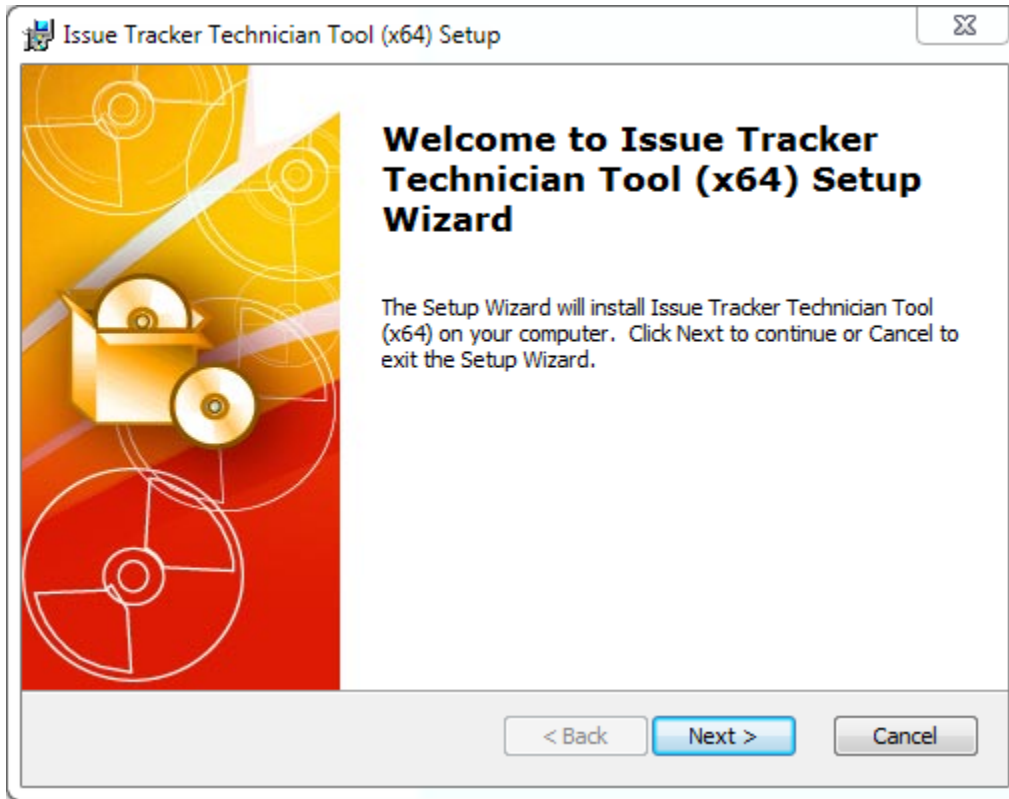 Issue Tracker Technician Tool (x64) Setup
Welcome to Issue Tracker
Technician Tool (x64) Setup
Wizard
The Setup Wizard will install Issue Tracker Technician Tool
(x64) on your computer.  Click Next to continue or Cancel to
exit the Setup Wizard.
< Back
Next >
Cancel